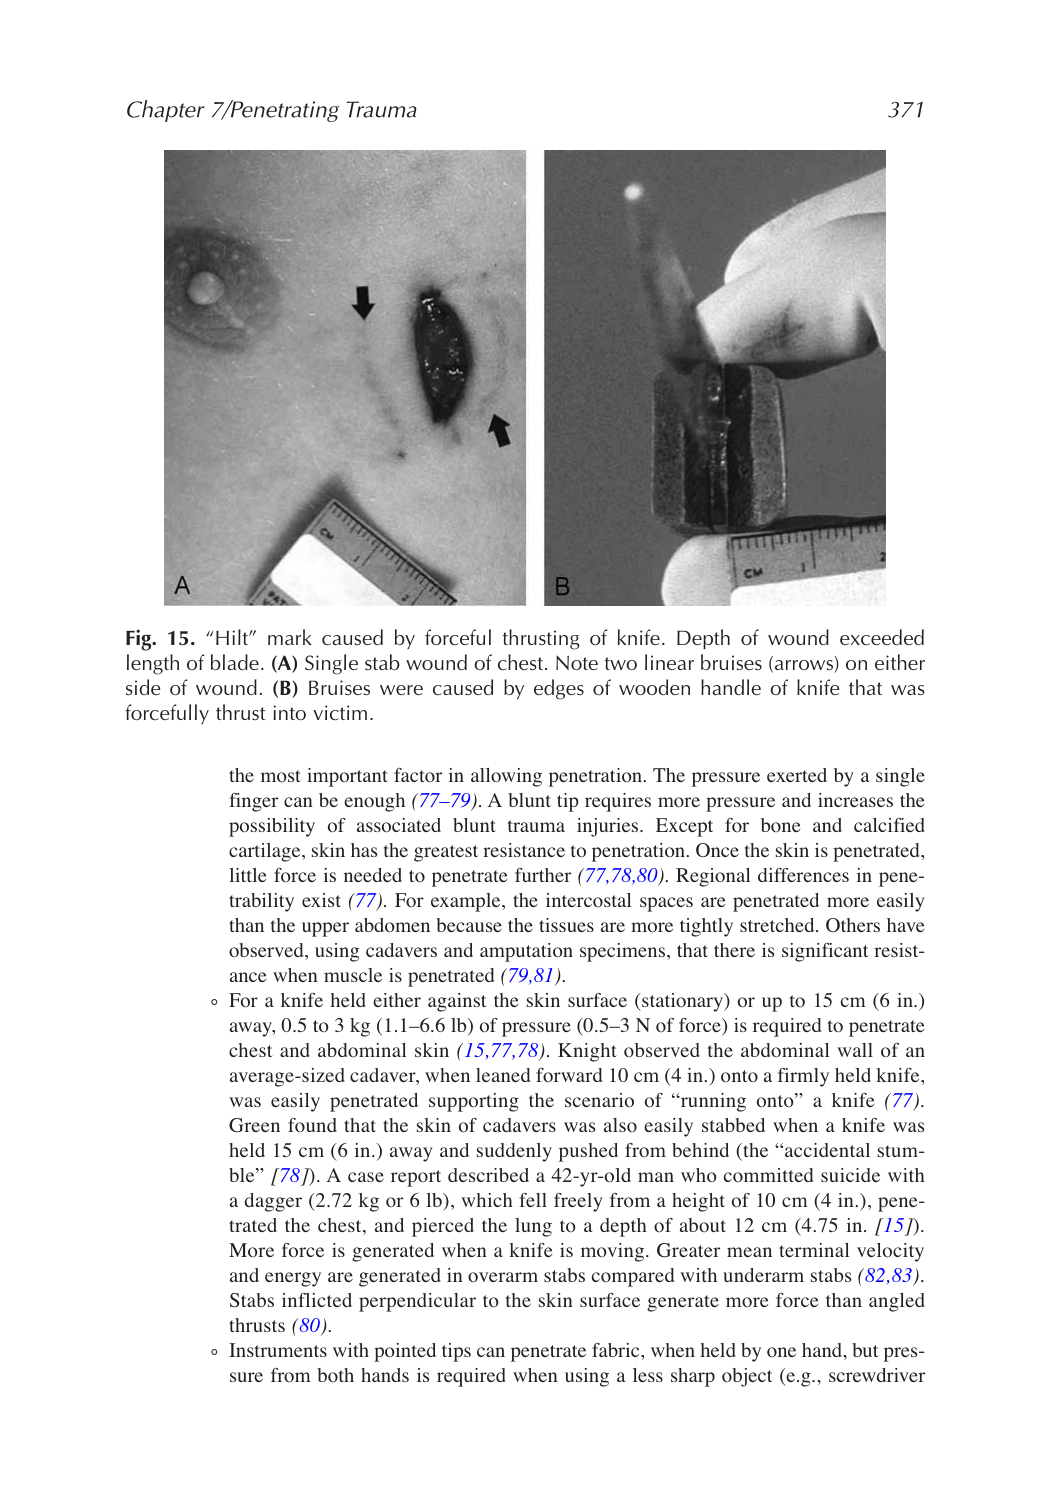 Chapter 7/Penetrating Trauma 371
CM 1 2
A
CM 1 2
B
Fig. 15. “Hilt” mark caused by forceful thrusting of knife. Depth of wound exceeded
length of blade. (A) Single stab wound of chest. Note two linear bruises (arrows) on either
side of wound. (B) Bruises were caused by edges of wooden handle of knife that was
forcefully thrust into victim.
the most important factor in allowing penetration. The pressure exerted by a single
finger can be enough (77–79). A blunt tip requires more pressure and increases the
possibility of associated blunt trauma injuries. Except for bone and calcified
cartilage, skin has the greatest resistance to penetration. Once the skin is penetrated,
little force is needed to penetrate further (77,78,80). Regional differences in pene-
trability exist (77). For example, the intercostal spaces are penetrated more easily
than the upper abdomen because the tissues are more tightly stretched. Others have
observed, using cadavers and amputation specimens, that there is significant resist-
ance when muscle is penetrated (79,81).
◦ For a knife held either against the skin surface (stationary) or up to 15 cm (6 in.)
away, 0.5 to 3 kg (1.1–6.6 lb) of pressure (0.5–3 N of force) is required to penetrate
chest and abdominal skin (15,77,78). Knight observed the abdominal wall of an
average-sized cadaver, when leaned forward 10 cm (4 in.) onto a firmly held knife,
was easily penetrated supporting the scenario of “running onto” a knife (77).
Green found that the skin of cadavers was also easily stabbed when a knife was
held 15 cm (6 in.) away and suddenly pushed from behind (the “accidental stum-
ble” [78]). A case report described a 42-yr-old man who committed suicide with
a dagger (2.72 kg or 6 lb), which fell freely from a height of 10 cm (4 in.), pene-
trated the chest, and pierced the lung to a depth of about 12 cm (4.75 in. [15]).
More force is generated when a knife is moving. Greater mean terminal velocity
and energy are generated in overarm stabs compared with underarm stabs (82,83).
Stabs inflicted perpendicular to the skin surface generate more force than angled
thrusts (80).
◦ Instruments with pointed tips can penetrate fabric, when held by one hand, but pres-
sure from both hands is required when using a less sharp object (e.g., screwdriver